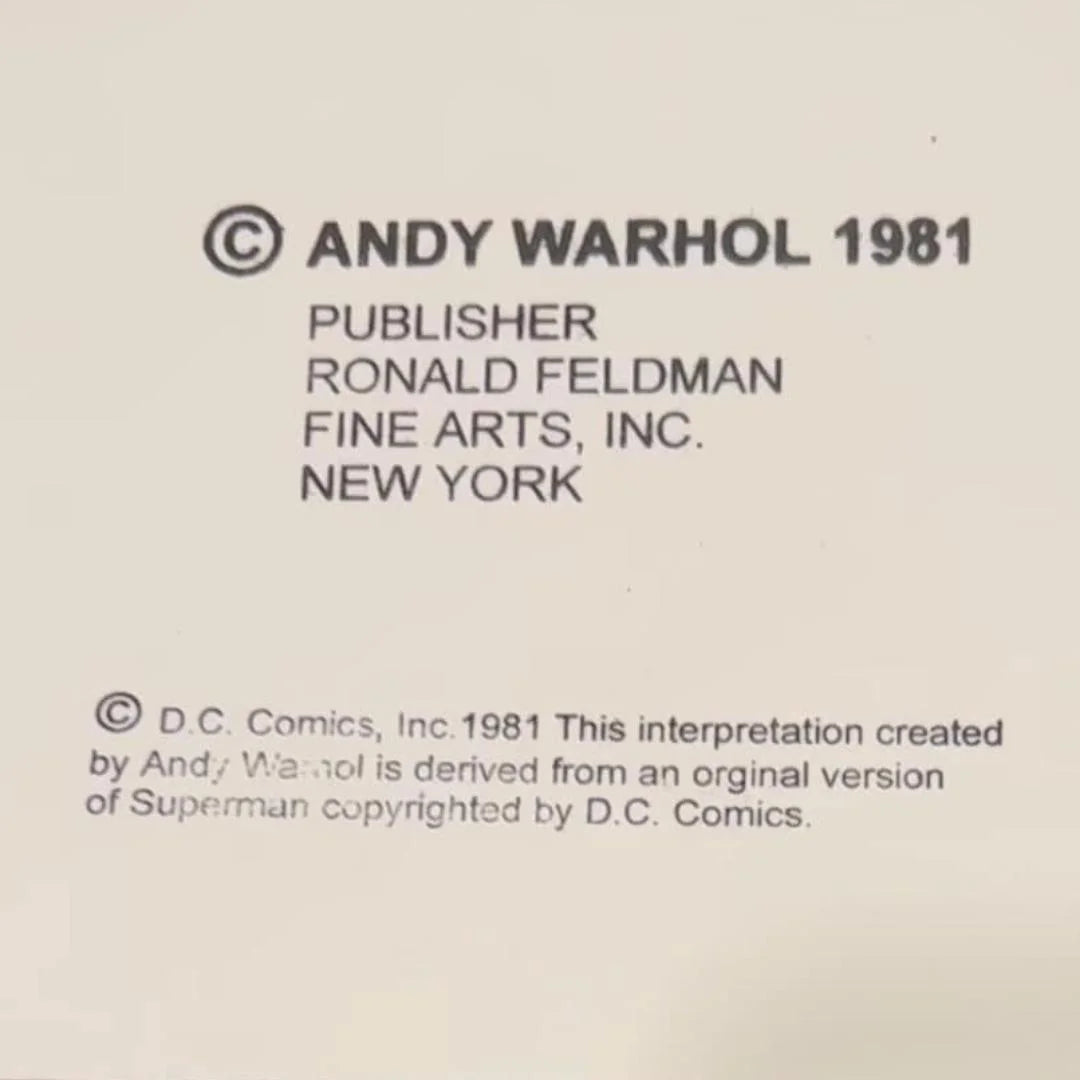 © ANDY WARHOL 1981
PUBLISHER
RONALD FELDMAN
FINE ARTS, INC.
NEW YORK
© D.C. Comics, Inc. 1981 This interpretation created
by Andy Warhol is derived from an orginal version
of Superman copyrighted by D.C. Comics.